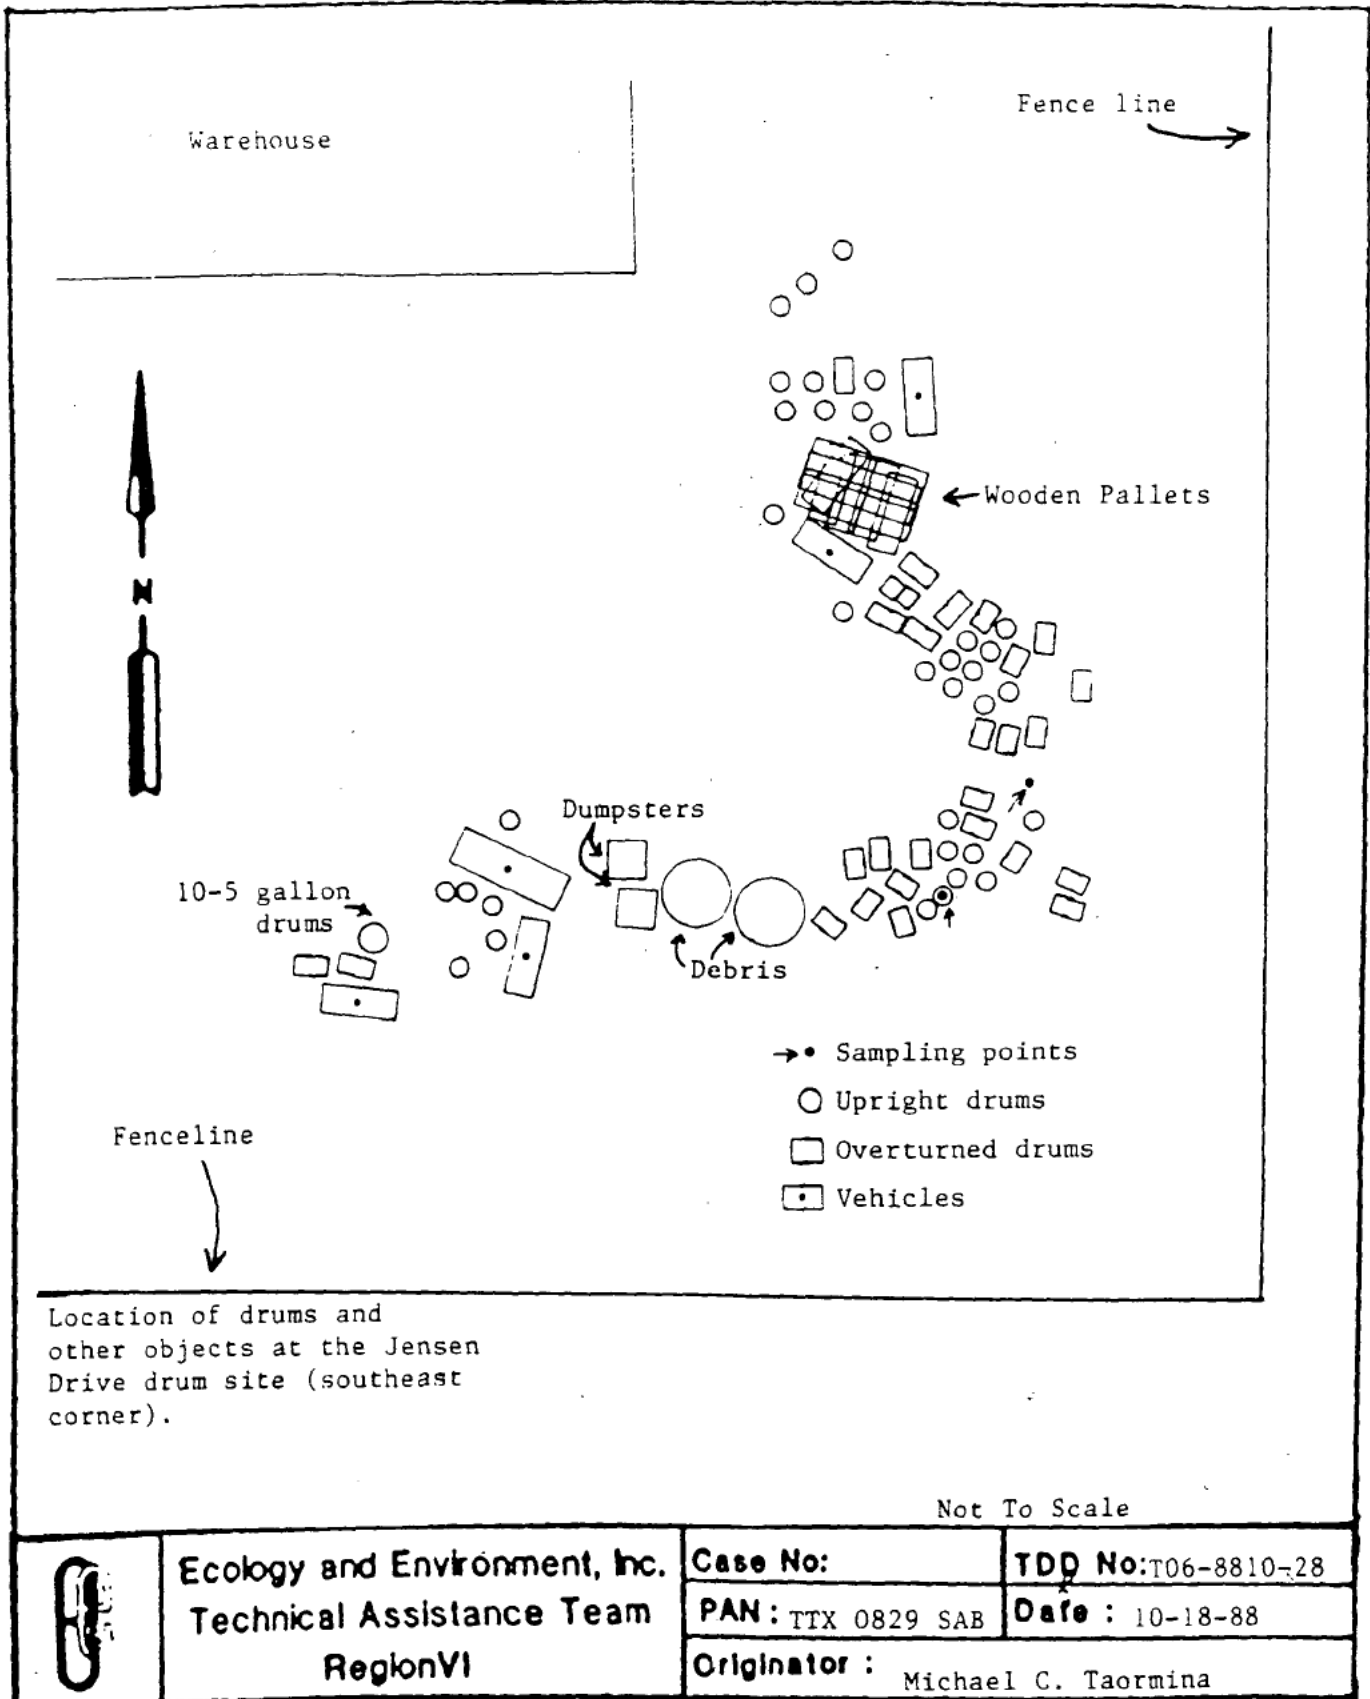 Warehouse
Fence line
Wooden Pallets
Dumpsters
10-5 gallon
drums
Debris
Sampling points
Upright drums
Overturned drums
Vehicles
Fenceline
Location of drums and
other objects at the Jensen
Drive drum site (southeast
corner).
Not To Scale
N
Ecology and Environment, Inc.
Technical Assistance Team
Region VI
Case No:
TDD No: T06-8810-28
PAN: TTX 0829 SAB
Date: 10-18-88
Originator: Michael C. Taormina